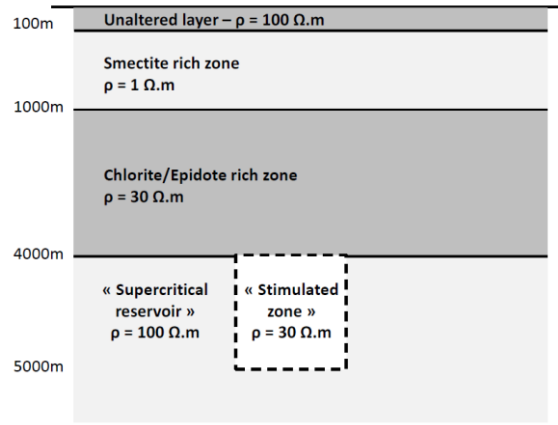 100m
Unaltered layer – ρ = 100 Ω.m
Smectite rich zone
ρ = 1 Ω.m
1000m
Chlorite/Epidote rich zone
ρ = 30 Ω.m
4000m
« Supercritical
reservoir »
ρ = 100 Ω.m
« Stimulated
zone »
ρ = 30 Ω.m
5000m